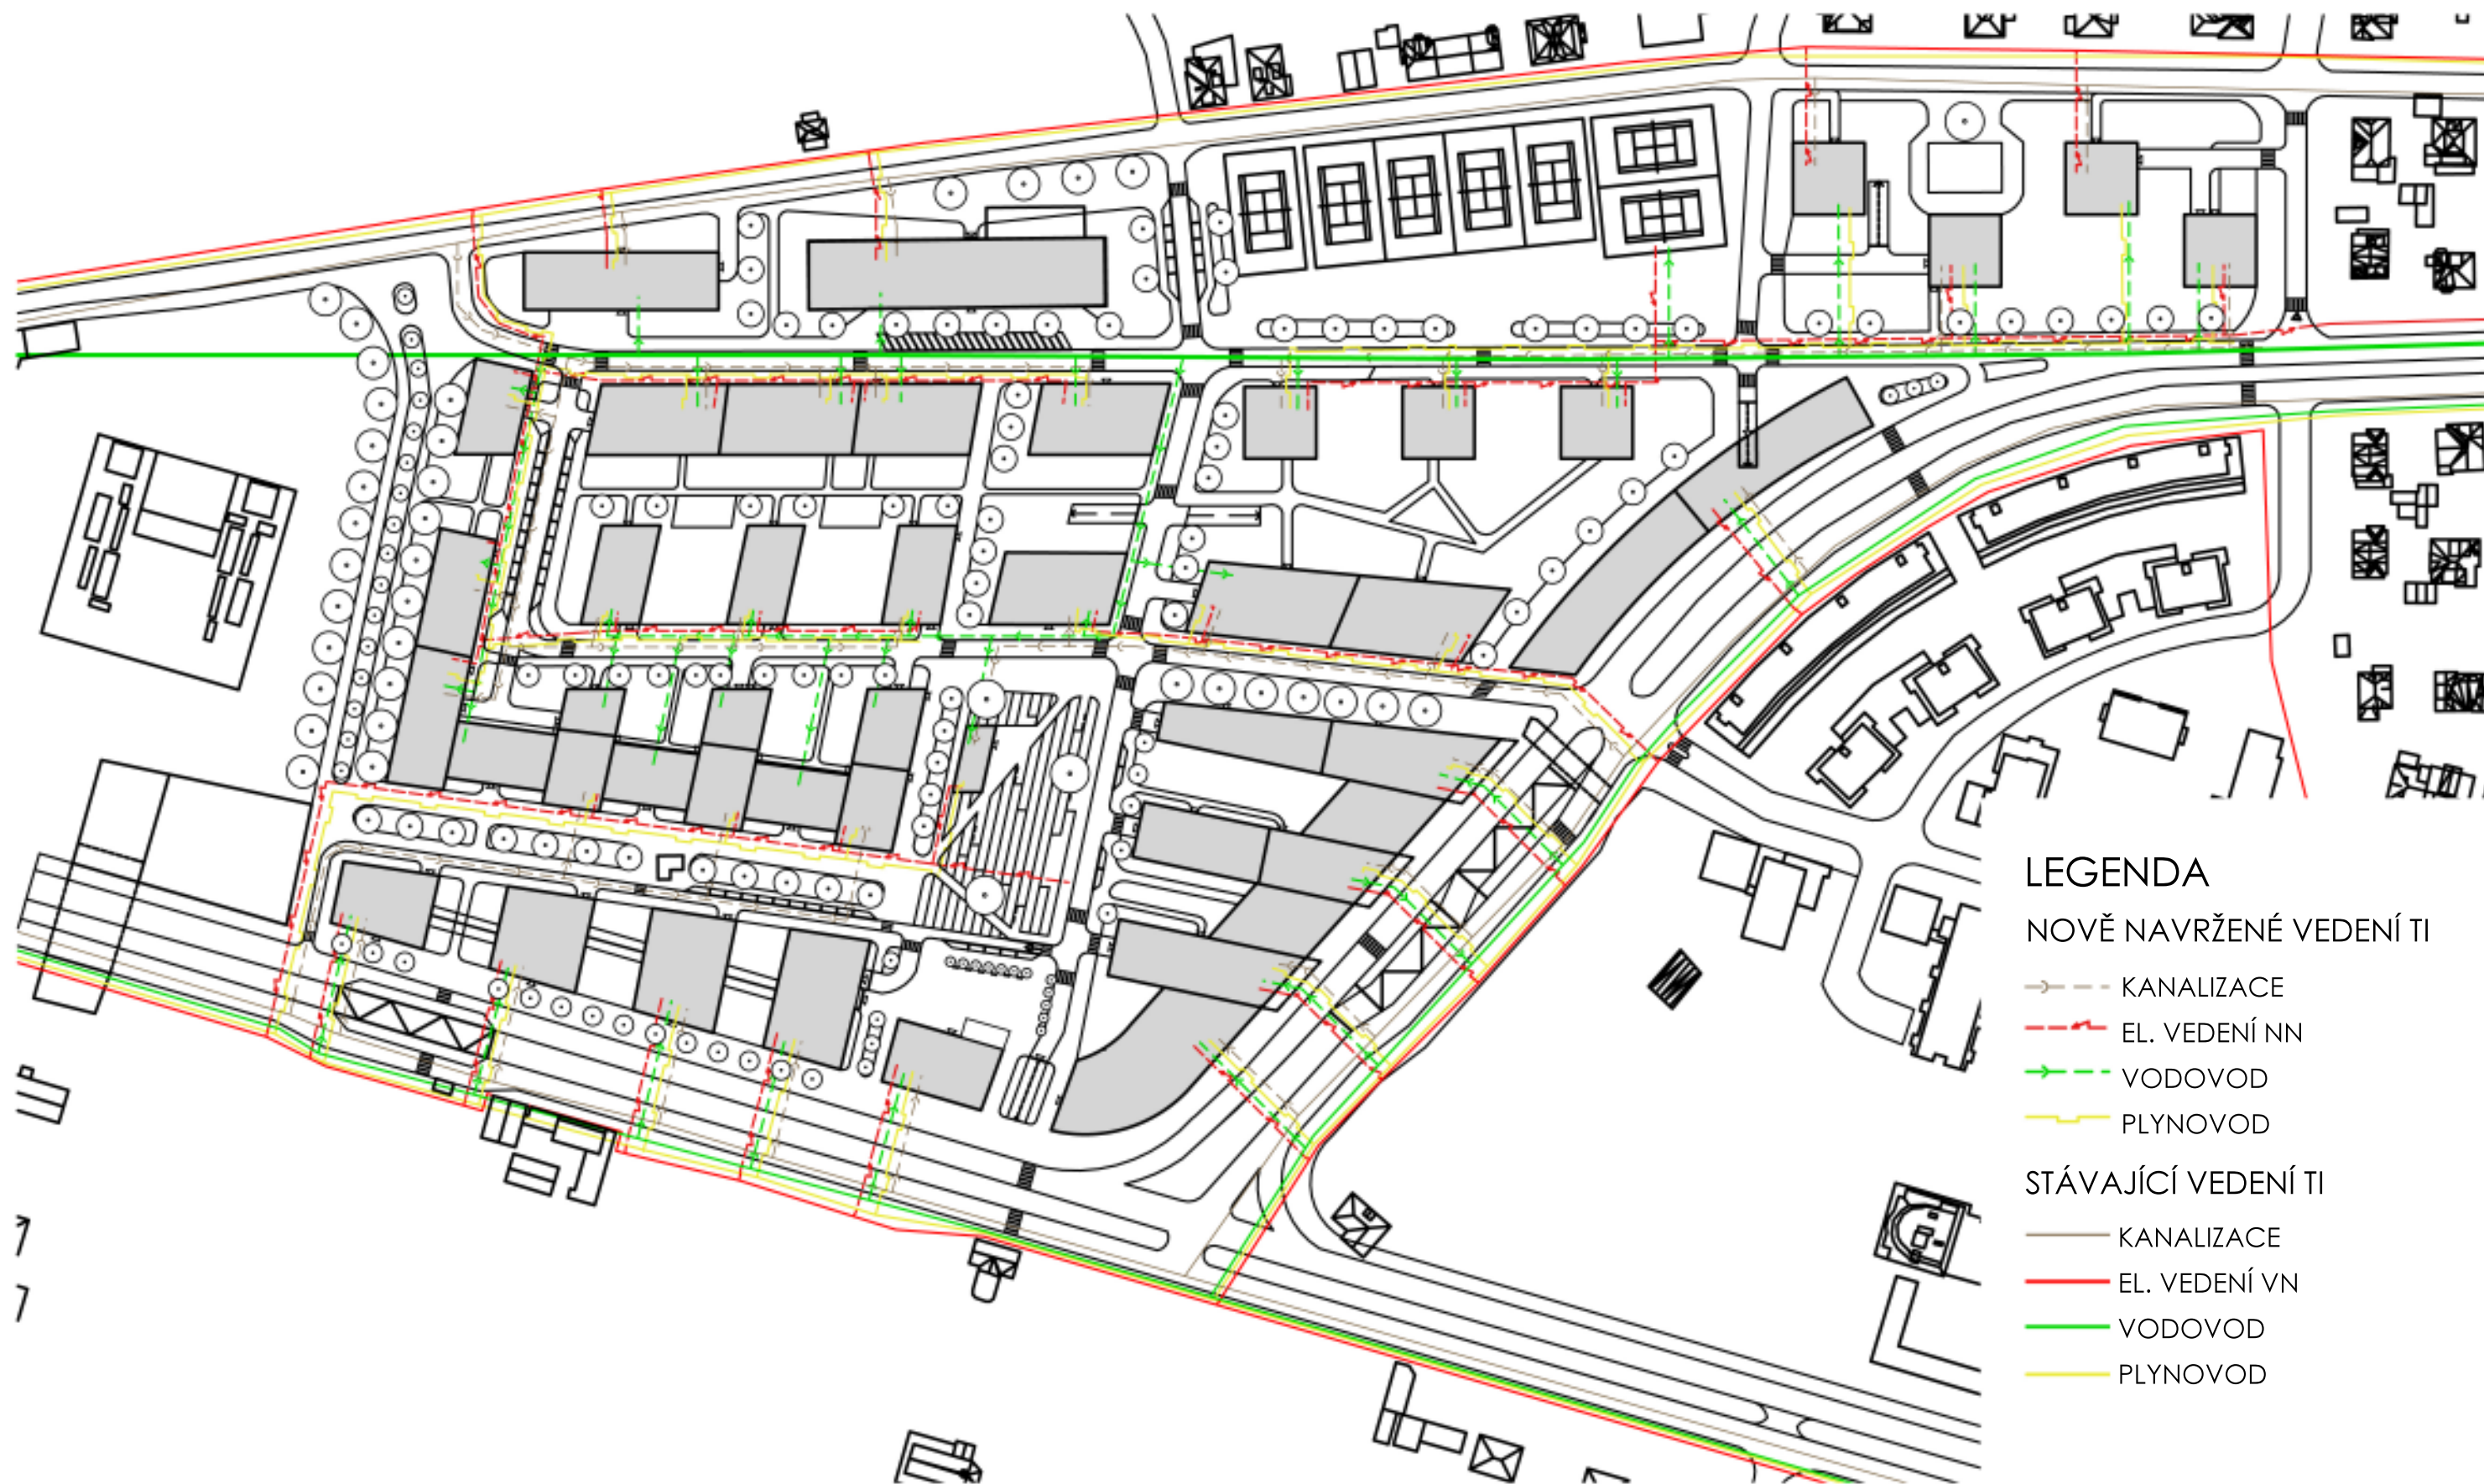 LEGENDA
NOVĚ NAVRŽENÉ VEDENÍ TI
KANALIZACE
EL. VEDENÍ NN
VODOVOD
PLYNOVOD
STÁVAJÍCÍ VEDENÍ TI
KANALIZACE
EL. VEDENÍ VN
VODOVOD
PLYNOVOD